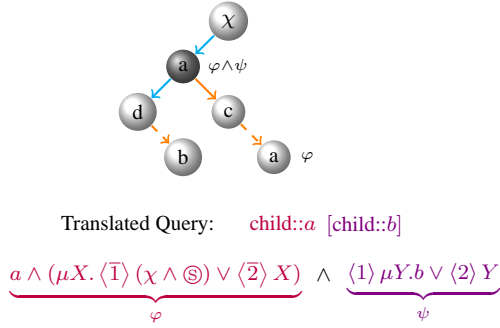 χ
a φ∧ψ
d c
b a φ
Translated Query: child::a [child::b]
a ∧ (μX. ⟨1̅⟩ (χ ∧ Ⓢ) ∨ ⟨2̅⟩ X) ∧ ⟨1⟩ μY.b ∨ ⟨2⟩ Y
φ ψ